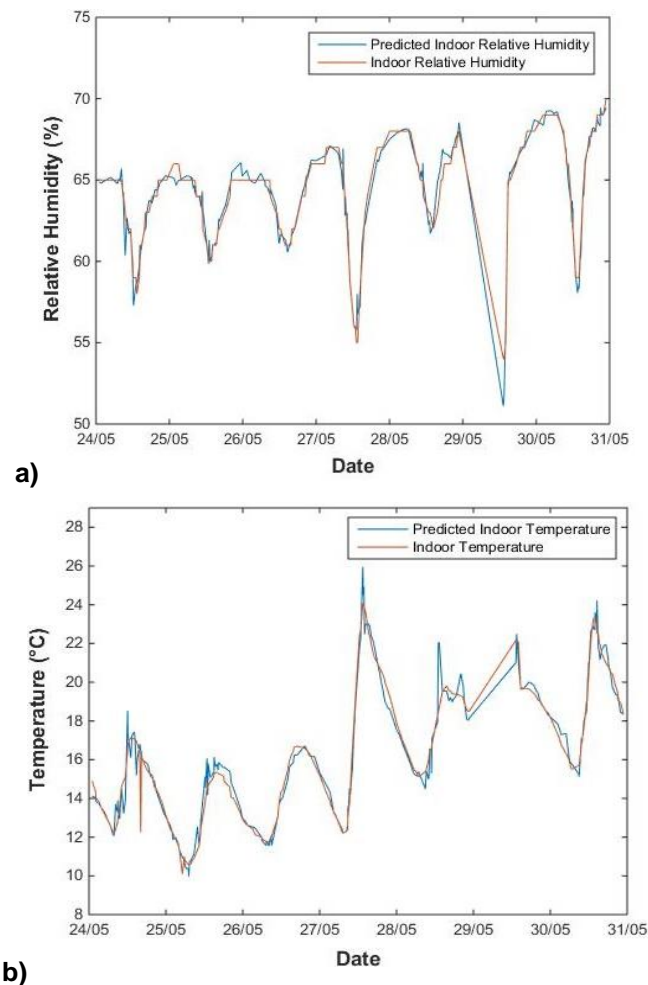 75
70
65
60
55
50
Relative Humidity (%)
Predicted Indoor Relative Humidity
Indoor Relative Humidity
24/05 25/05 26/05 27/05 28/05 29/05 30/05 31/05
Date
a)
28
26
24
22
20
18
16
14
12
10
8
Temperature (°C)
Predicted Indoor Temperature
Indoor Temperature
24/05 25/05 26/05 27/05 28/05 29/05 30/05 31/05
Date
b)